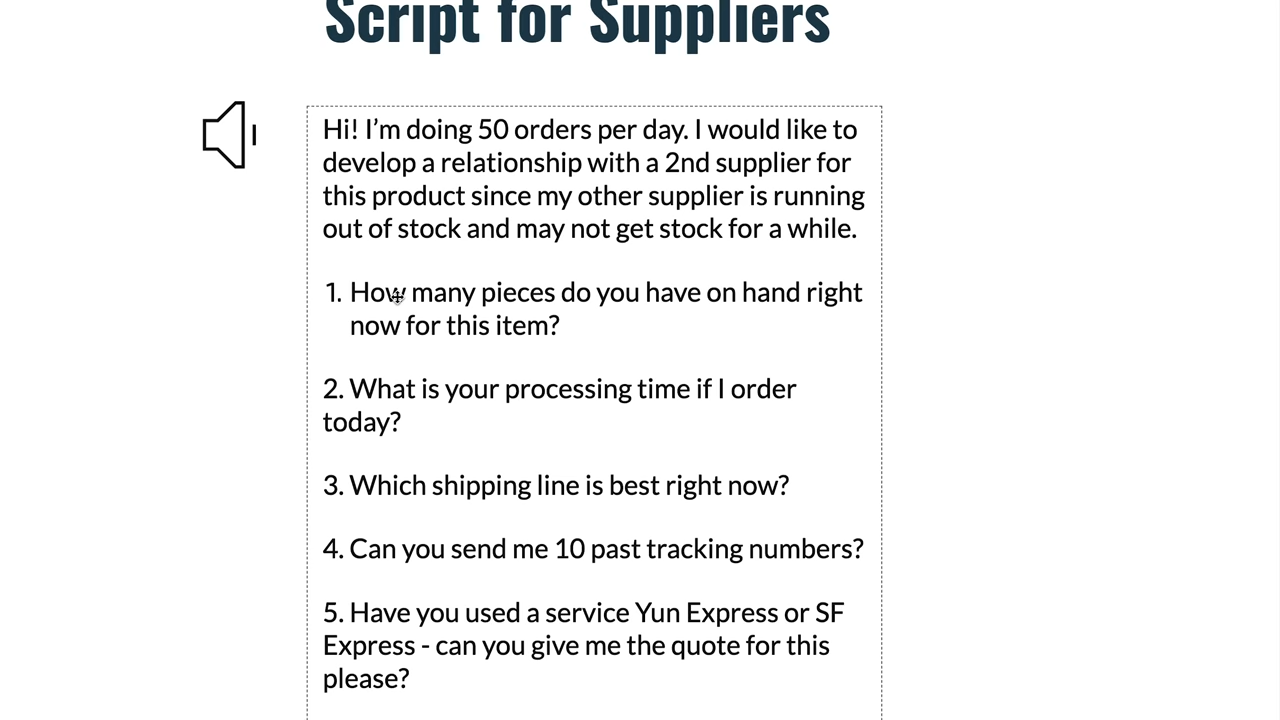 Script for Suppliers
Hi! I’m doing 50 orders per day. I would like to
develop a relationship with a 2nd supplier for
this product since my other supplier is running
out of stock and may not get stock for a while.
1. How many pieces do you have on hand right
now for this item?
2. What is your processing time if I order
today?
3. Which shipping line is best right now?
4. Can you send me 10 past tracking numbers?
5. Have you used a service Yun Express or SF
Express - can you give me the quote for this
please?